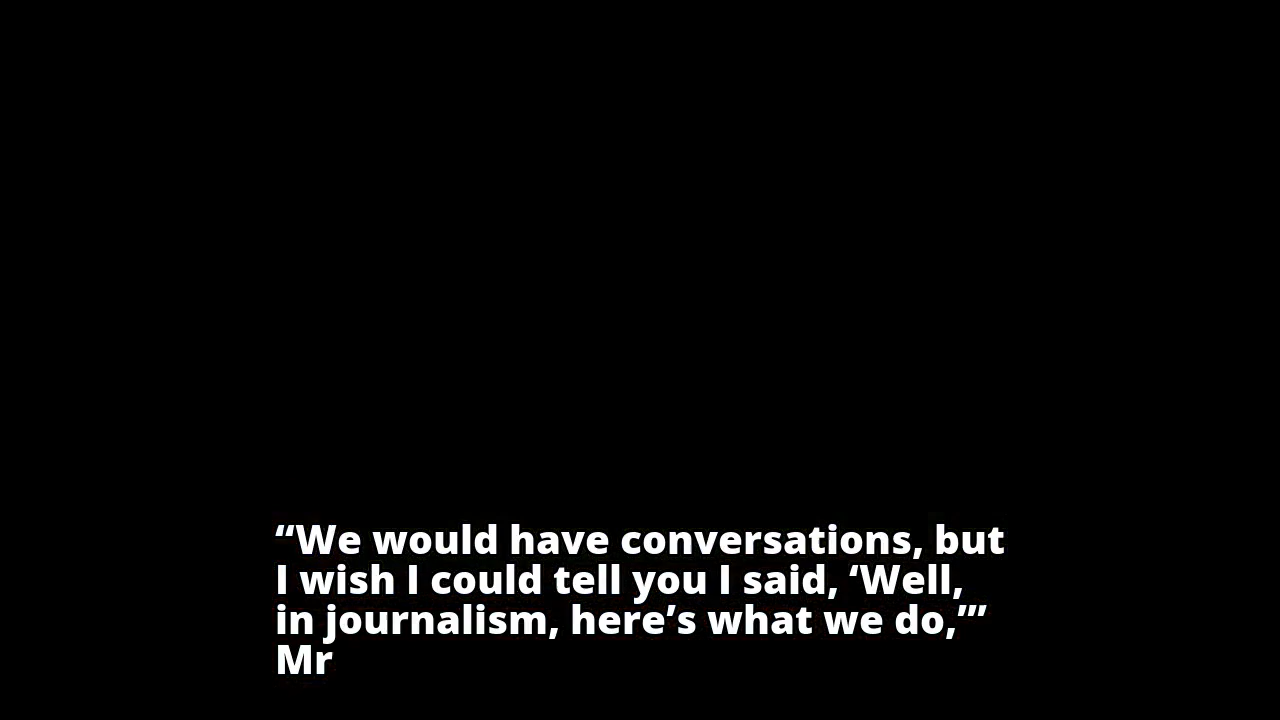 “We would have conversations, but
I wish I could tell you I said, ‘Well,
in journalism, here’s what we do,’”
Mr